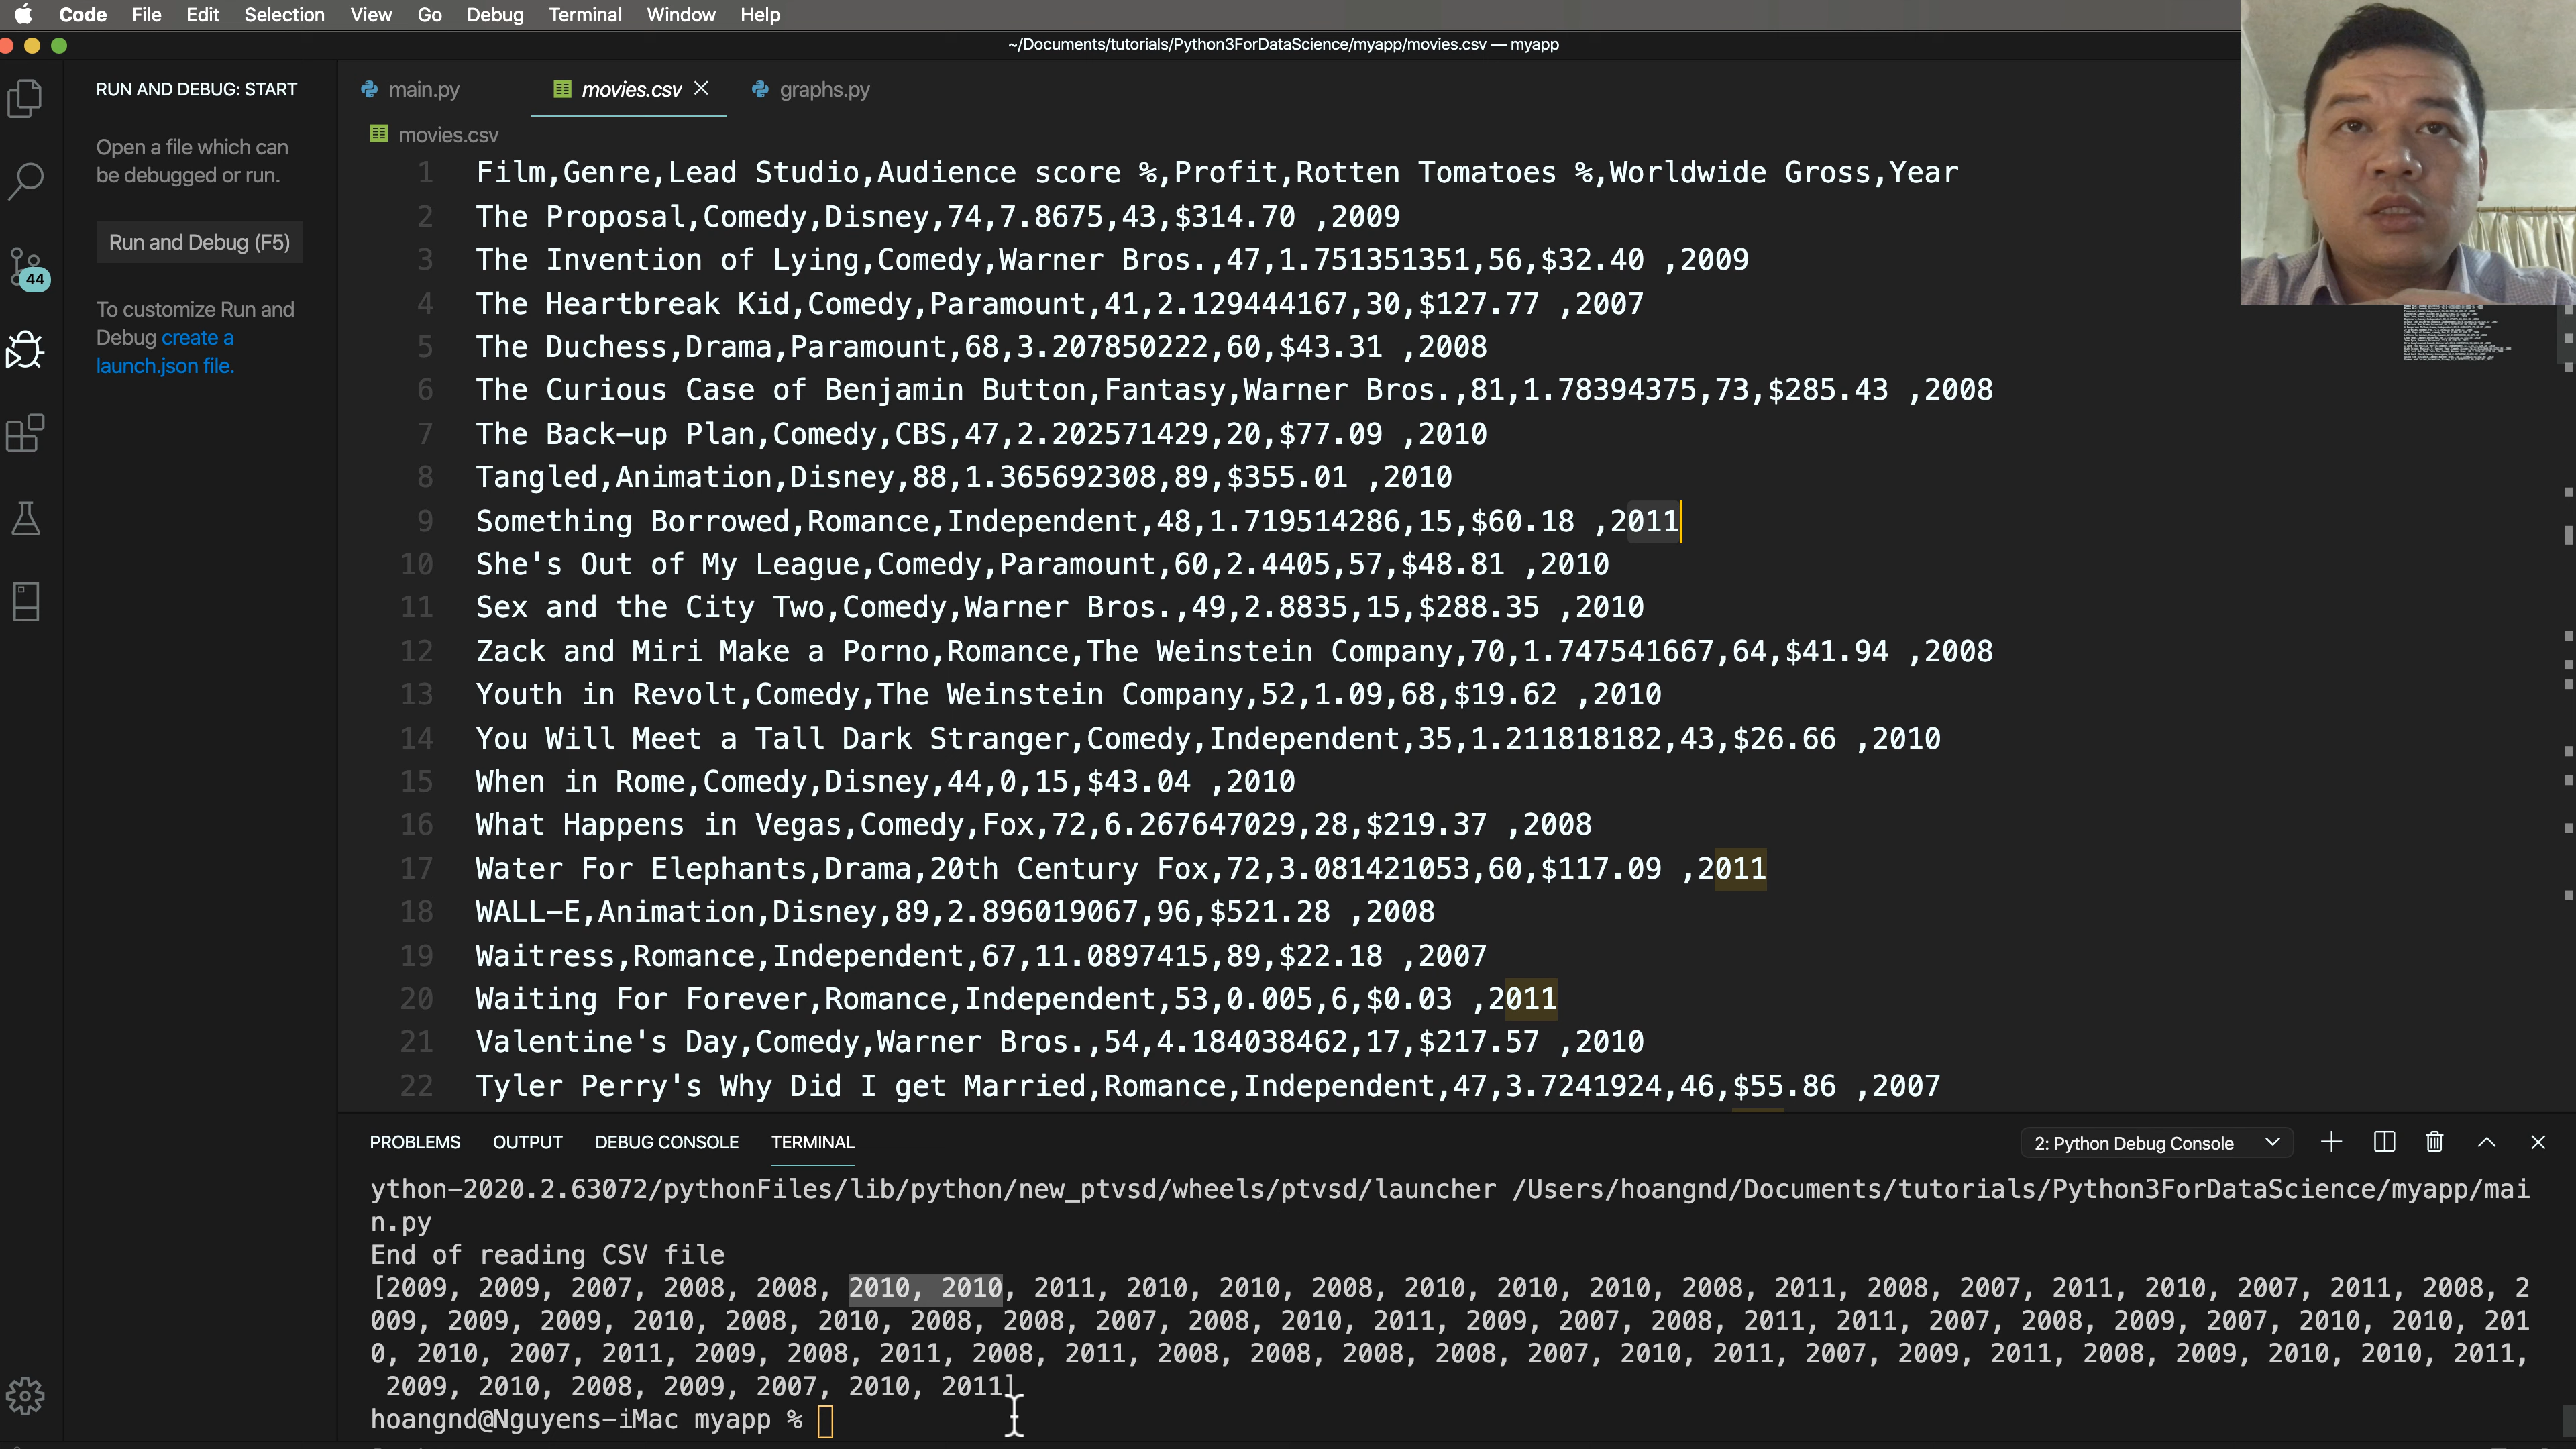 Code File Edit Selection View Go Debug Terminal Window Help
~/Documents/tutorials/Python3ForDataScience/myapp/movies.csv — myapp
RUN AND DEBUG: START
Open a file which can
be debugged or run.
Run and Debug (F5)
To customize Run and
Debug create a
launch.json file.
44
main.py movies.csv graphs.py
movies.csv
1 Film,Genre,Lead Studio,Audience score %,Profit,Rotten Tomatoes %,Worldwide Gross,Year
2 The Proposal,Comedy,Disney,74,7.8675,43,$314.70 ,2009
3 The Invention of Lying,Comedy,Warner Bros.,47,1.751351351,56,$32.40 ,2009
4 The Heartbreak Kid,Comedy,Paramount,41,2.129444167,30,$127.77 ,2007
5 The Duchess,Drama,Paramount,68,3.207850222,60,$43.31 ,2008
6 The Curious Case of Benjamin Button,Fantasy,Warner Bros.,81,1.78394375,73,$285.43 ,2008
7 The Back-up Plan,Comedy,CBS,47,2.202571429,20,$77.09 ,2010
8 Tangled,Animation,Disney,88,1.365692308,89,$355.01 ,2010
9 Something Borrowed,Romance,Independent,48,1.719514286,15,$60.18 ,2011
10 She's Out of My League,Comedy,Paramount,60,2.4405,57,$48.81 ,2010
11 Sex and the City Two,Comedy,Warner Bros.,49,2.8835,15,$288.35 ,2010
12 Zack and Miri Make a Porno,Romance,The Weinstein Company,70,1.747541667,64,$41.94 ,2008
13 Youth in Revolt,Comedy,The Weinstein Company,52,1.09,68,$19.62 ,2010
14 You Will Meet a Tall Dark Stranger,Comedy,Independent,35,1.211818182,43,$26.66 ,2010
15 When in Rome,Comedy,Disney,44,0,15,$43.04 ,2010
16 What Happens in Vegas,Comedy,Fox,72,6.267647029,28,$219.37 ,2008
17 Water For Elephants,Drama,20th Century Fox,72,3.081421053,60,$117.09 ,2011
18 WALL-E,Animation,Disney,89,2.896019067,96,$521.28 ,2008
19 Waitress,Romance,Independent,67,11.0897415,89,$22.18 ,2007
20 Waiting For Forever,Romance,Independent,53,0.005,6,$0.03 ,2011
21 Valentine's Day,Comedy,Warner Bros.,54,4.184038462,17,$217.57 ,2010
22 Tyler Perry's Why Did I get Married,Romance,Independent,47,3.7241924,46,$55.86 ,2007
PROBLEMS OUTPUT DEBUG CONSOLE TERMINAL 2: Python Debug Console
ython-2020.2.63072/pythonFiles/lib/python/new_ptvsd/wheels/ptvsd/launcher /Users/hoangnd/Documents/tutorials/Python3ForDataScience/myapp/mai
n.py
End of reading CSV file
[2009, 2009, 2007, 2008, 2008, 2010, 2010, 2011, 2010, 2010, 2008, 2010, 2010, 2010, 2008, 2011, 2008, 2007, 2011, 2010, 2007, 2011, 2008, 2
009, 2009, 2009, 2010, 2008, 2010, 2008, 2008, 2007, 2008, 2010, 2011, 2009, 2007, 2008, 2011, 2011, 2007, 2008, 2009, 2007, 2010, 2010, 201
0, 2010, 2007, 2011, 2009, 2008, 2011, 2008, 2011, 2008, 2008, 2008, 2008, 2007, 2010, 2011, 2007, 2009, 2011, 2008, 2009, 2010, 2010, 2011,
2009, 2010, 2008, 2009, 2007, 2010, 2011]
hoangnd@Nguyens-iMac myapp %